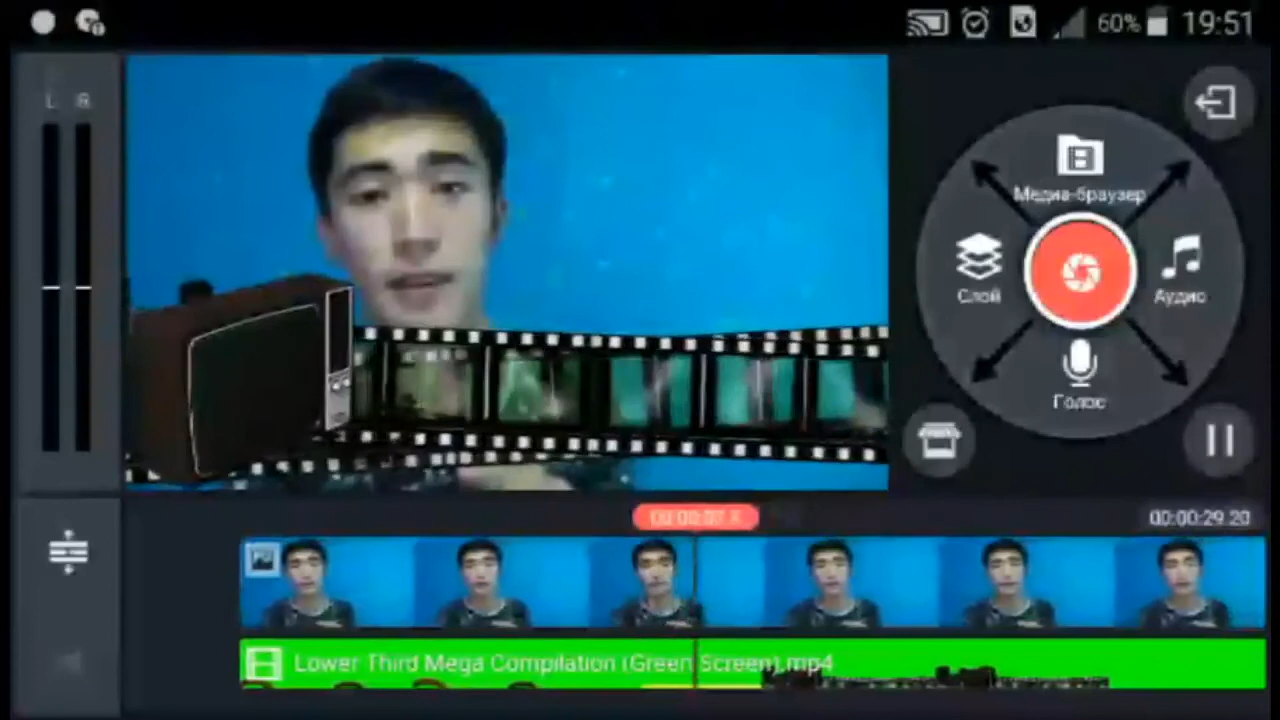 60% 19:51
L R
Медиа-браузер
Слой
Аудио
Голос
00:00:29.20
Lower Third Mega Compilation (Green Screen).mp4